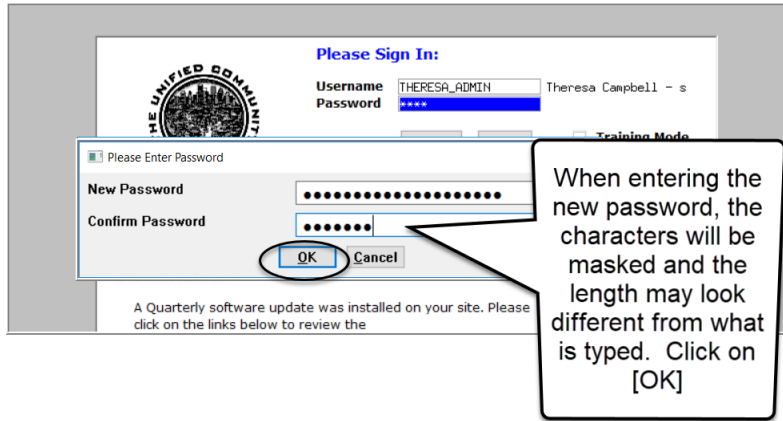 Please Sign In:
THE UNIFIED COMMUNIT
Username THERESA_ADMIN Theresa Campbell - s
Password ****
Training Mode
Please Enter Password
New Password ●●●●●●●●●●●●●●●●●●●●
Confirm Password ●●●●●●●
OK Cancel
A Quarterly software update was installed on your site. Please
click on the links below to review the
When entering the
new password, the
characters will be
masked and the
length may look
different from what
is typed. Click on
[OK]